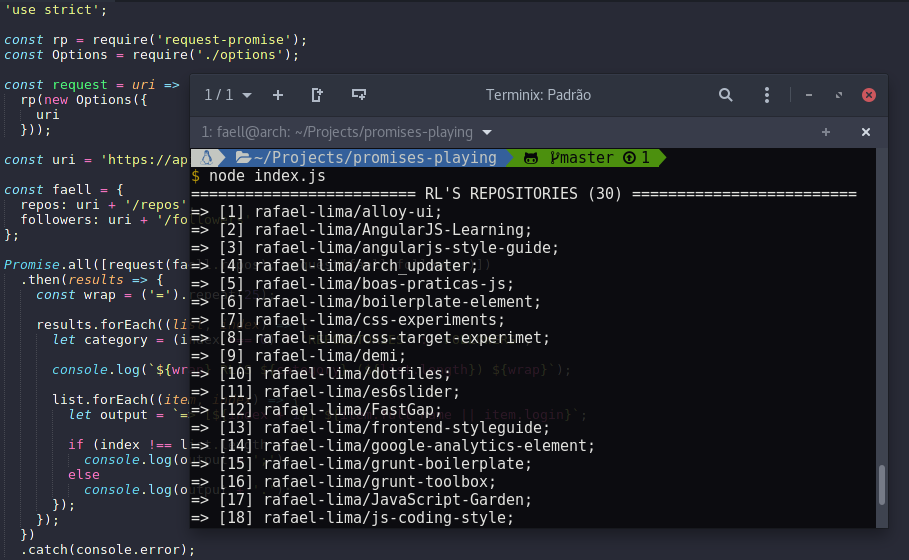 'use strict';
const rp = require('request-promise');
const Options = require('./options');
const request = uri =>
rp(new Options({
uri
}));
const uri = 'https://ap
const faell = {
repos: uri + '/repos'
followers: uri + '/fol
};
Promise.all([request(fa
.then(results => {
const wrap = ('=').
results.forEach((li
let category = (i
console.log(`${wrap} ${wrap}`);
list.forEach((item, => {
let output = `= || item.login}`;
if (index !== l
console.log(o
else
console.log(o
});
});
})
.catch(console.error);
1 / 1
Terminix: Padrão
1: faell@arch: ~/Projects/promises-playing
~/Projects/promises-playing master 1
$ node index.js
========================= RL'S REPOSITORIES (30) =========================
=> [1] rafael-lima/alloy-ui;
=> [2] rafael-lima/AngularJS-Learning;
=> [3] rafael-lima/angularjs-style-guide;
=> [4] rafael-lima/arch_updater;
=> [5] rafael-lima/boas-praticas-js;
=> [6] rafael-lima/boilerplate-element;
=> [7] rafael-lima/css-experiments;
=> [8] rafael-lima/css-target-experimet;
=> [9] rafael-lima/demi;
=> [10] rafael-lima/dotfiles;
=> [11] rafael-lima/es6slider;
=> [12] rafael-lima/FastGap;
=> [13] rafael-lima/frontend-styleguide;
=> [14] rafael-lima/google-analytics-element;
=> [15] rafael-lima/grunt-boilerplate;
=> [16] rafael-lima/grunt-toolbox;
=> [17] rafael-lima/JavaScript-Garden;
=> [18] rafael-lima/js-coding-style;